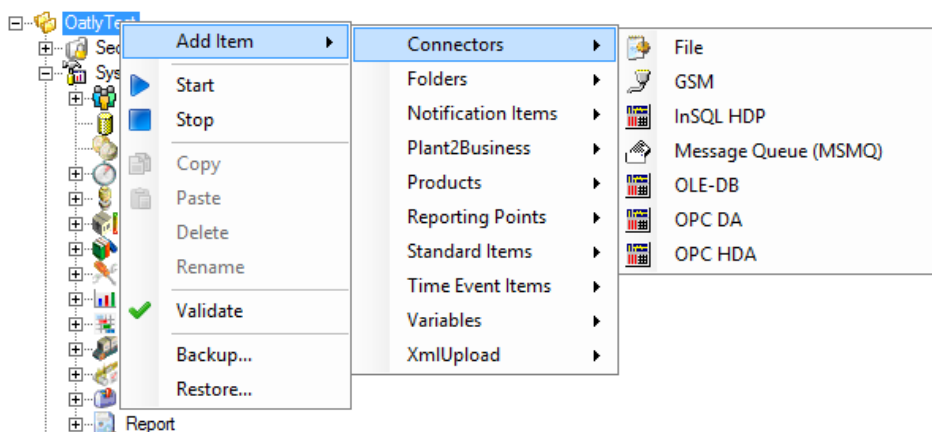 OatlyTest
Add Item
Start
Stop
Copy
Paste
Delete
Rename
Validate
Backup...
Restore...
Report
Connectors
Folders
Notification Items
Plant2Business
Products
Reporting Points
Standard Items
Time Event Items
Variables
XmlUpload
File
GSM
InSQL HDP
Message Queue (MSMQ)
OLE-DB
OPC DA
OPC HDA